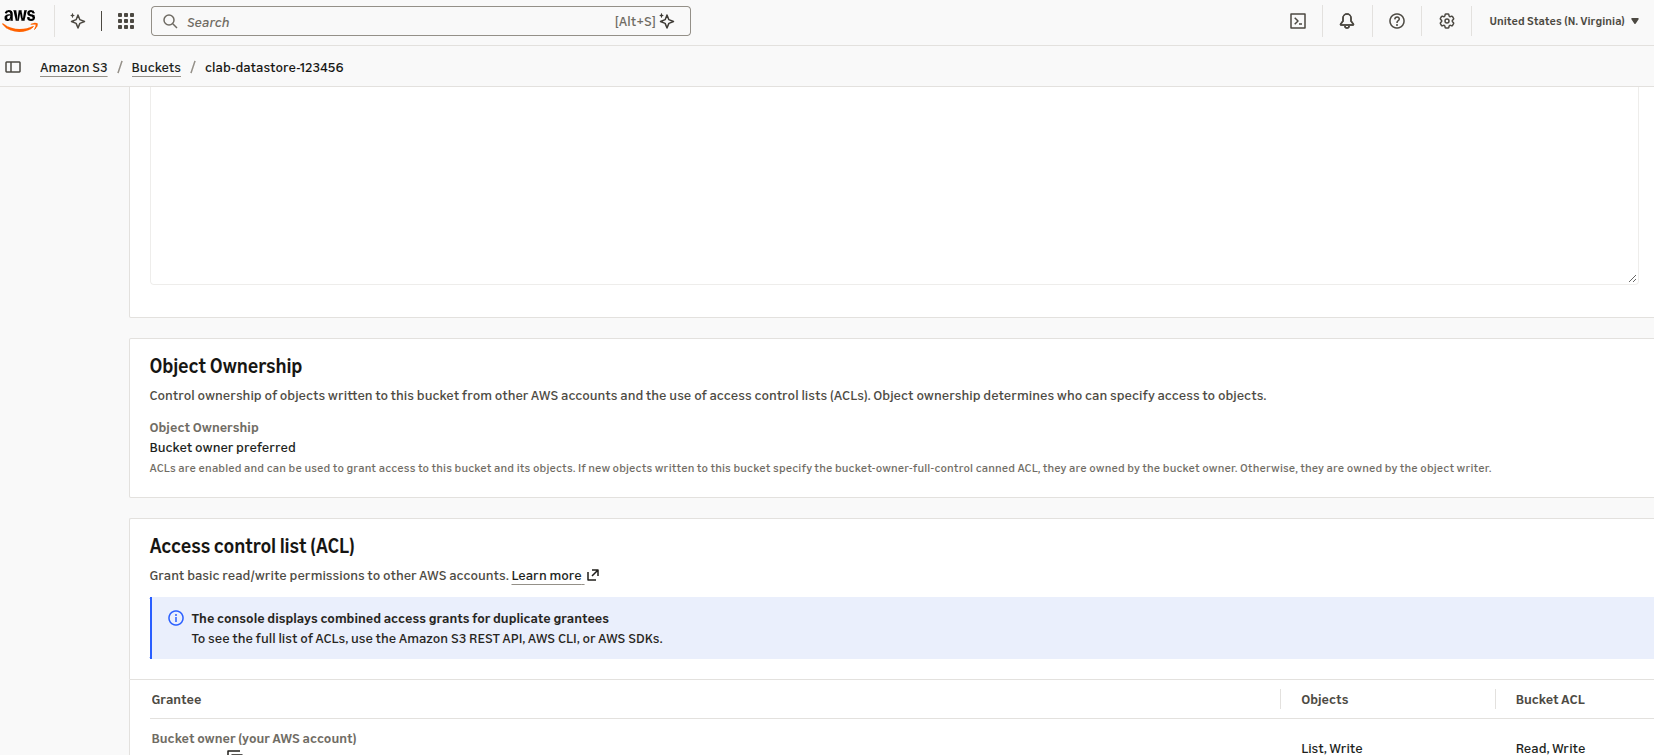 aws
Search [Alt+S]
United States (N. Virginia)
Amazon S3 / Buckets / clab-datastore-123456
Object Ownership
Control ownership of objects written to this bucket from other AWS accounts and the use of access control lists (ACLs). Object ownership determines who can specify access to objects.
Object Ownership
Bucket owner preferred
ACLs are enabled and can be used to grant access to this bucket and its objects. If new objects written to this bucket specify the bucket-owner-full-control canned ACL, they are owned by the bucket owner. Otherwise, they are owned by the object writer.
Access control list (ACL)
Grant basic read/write permissions to other AWS accounts. Learn more
The console displays combined access grants for duplicate grantees
To see the full list of ACLs, use the Amazon S3 REST API, AWS CLI, or AWS SDKs.
Grantee Objects Bucket ACL
Bucket owner (your AWS account)
List, Write Read, Write